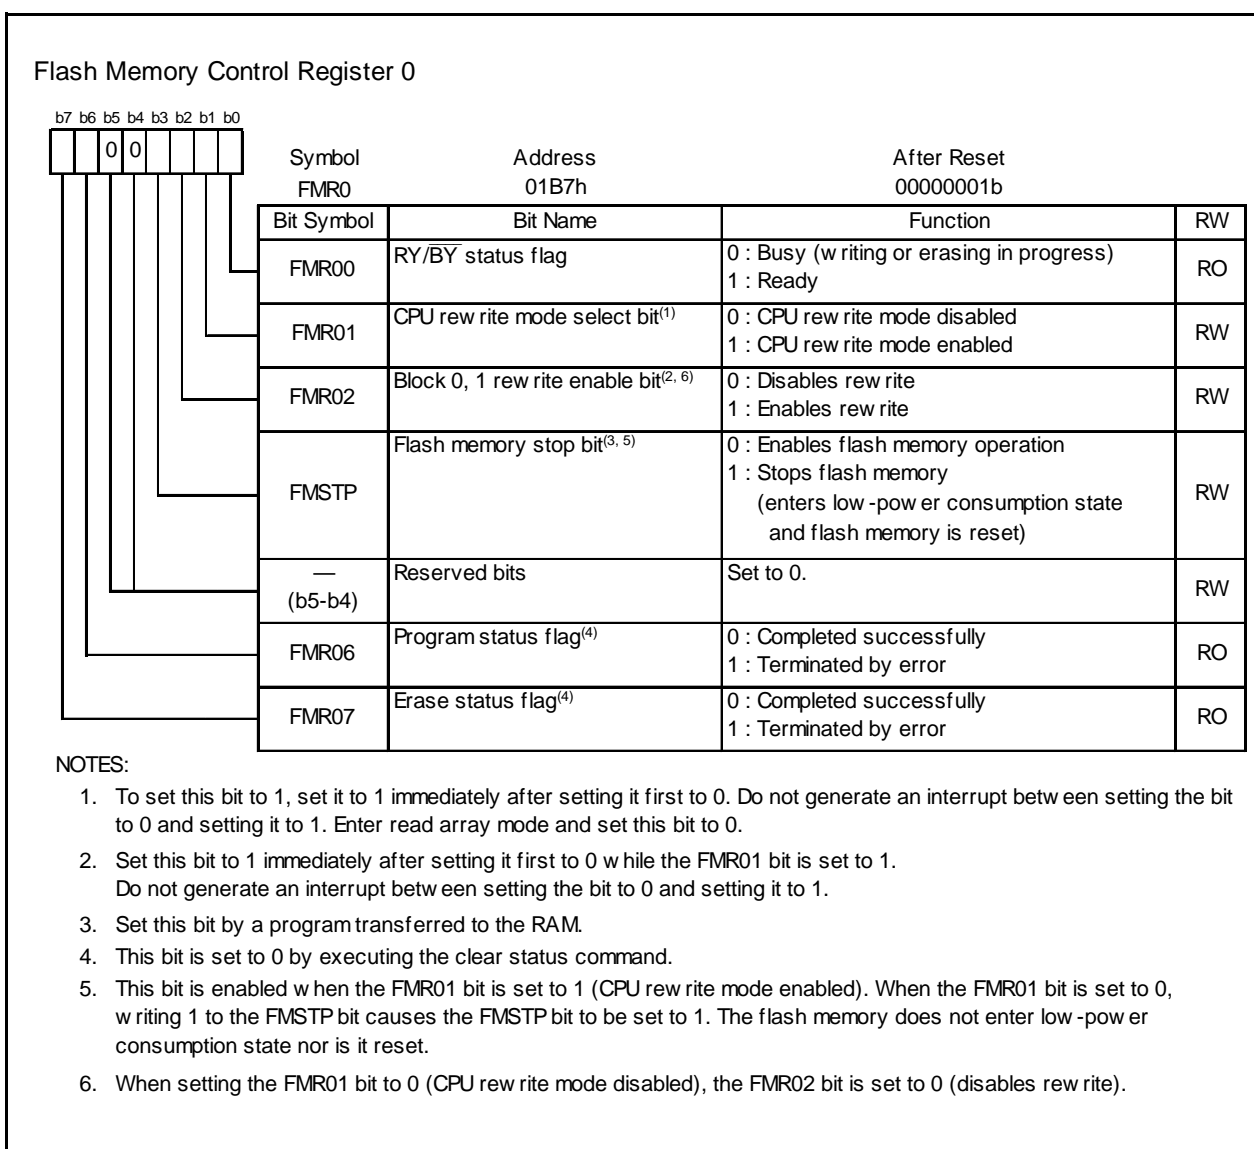 Flash Memory Control Register 0
b7 b6 b5 b4 b3 b2 b1 b0
0 0
Symbol Address After Reset
FMR0 01B7h 00000001b
Bit Symbol Bit Name Function RW
FMR00 RY/BY status flag 0 : Busy (writing or erasing in progress) RO
1 : Ready
FMR01 CPU rewrite mode select bit(1) 0 : CPU rewrite mode disabled RW
1 : CPU rewrite mode enabled
FMR02 Block 0, 1 rewrite enable bit(2, 6) 0 : Disables rewrite RW
1 : Enables rewrite
FMSTP Flash memory stop bit(3, 5) 0 : Enables flash memory operation RW
1 : Stops flash memory
(enters low-power consumption state
and flash memory is reset)
— Reserved bits Set to 0. RW
(b5-b4)
FMR06 Program status flag(4) 0 : Completed successfully RO
1 : Terminated by error
FMR07 Erase status flag(4) 0 : Completed successfully RO
1 : Terminated by error
NOTES:
1. To set this bit to 1, set it to 1 immediately after setting it first to 0. Do not generate an interrupt between setting the bit
to 0 and setting it to 1. Enter read array mode and set this bit to 0.
2. Set this bit to 1 immediately after setting it first to 0 while the FMR01 bit is set to 1.
Do not generate an interrupt between setting the bit to 0 and setting it to 1.
3. Set this bit by a program transferred to the RAM.
4. This bit is set to 0 by executing the clear status command.
5. This bit is enabled when the FMR01 bit is set to 1 (CPU rewrite mode enabled). When the FMR01 bit is set to 0,
writing 1 to the FMSTP bit causes the FMSTP bit to be set to 1. The flash memory does not enter low-power
consumption state nor is it reset.
6. When setting the FMR01 bit to 0 (CPU rewrite mode disabled), the FMR02 bit is set to 0 (disables rewrite).